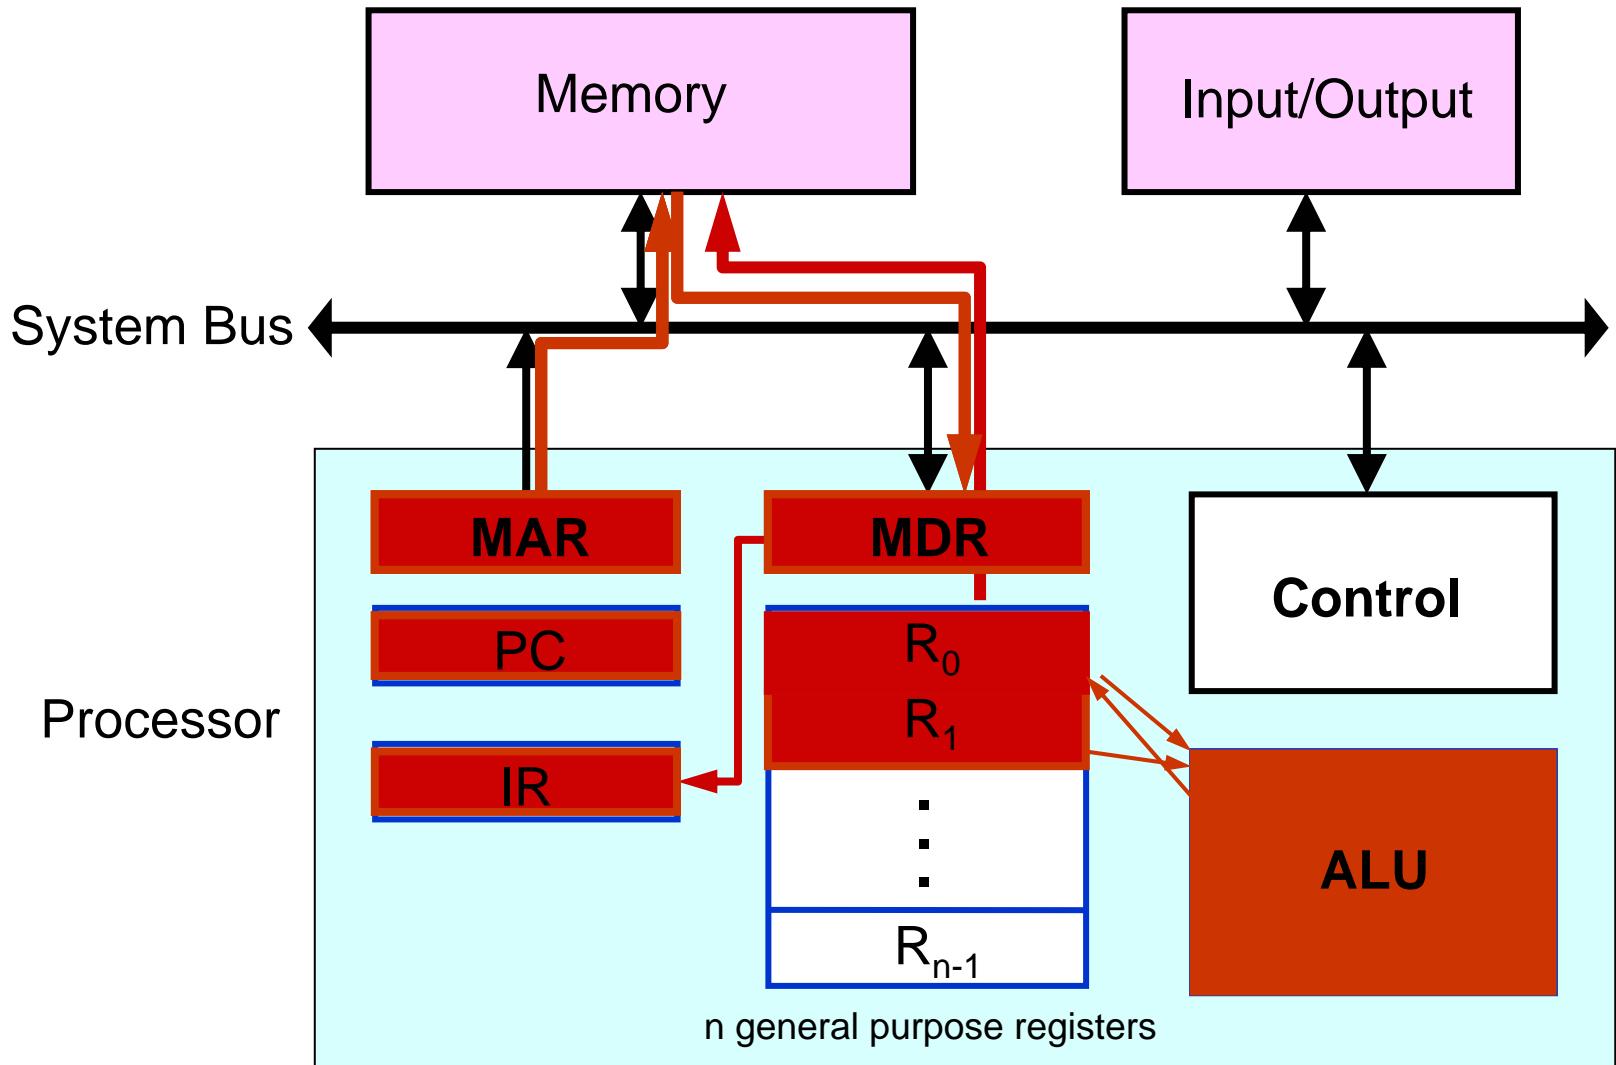 Memory
Input/Output
System Bus
MAR
MDR
Control
PC
R0
Processor
R1
IR
ALU
Rn-1
n general purpose registers